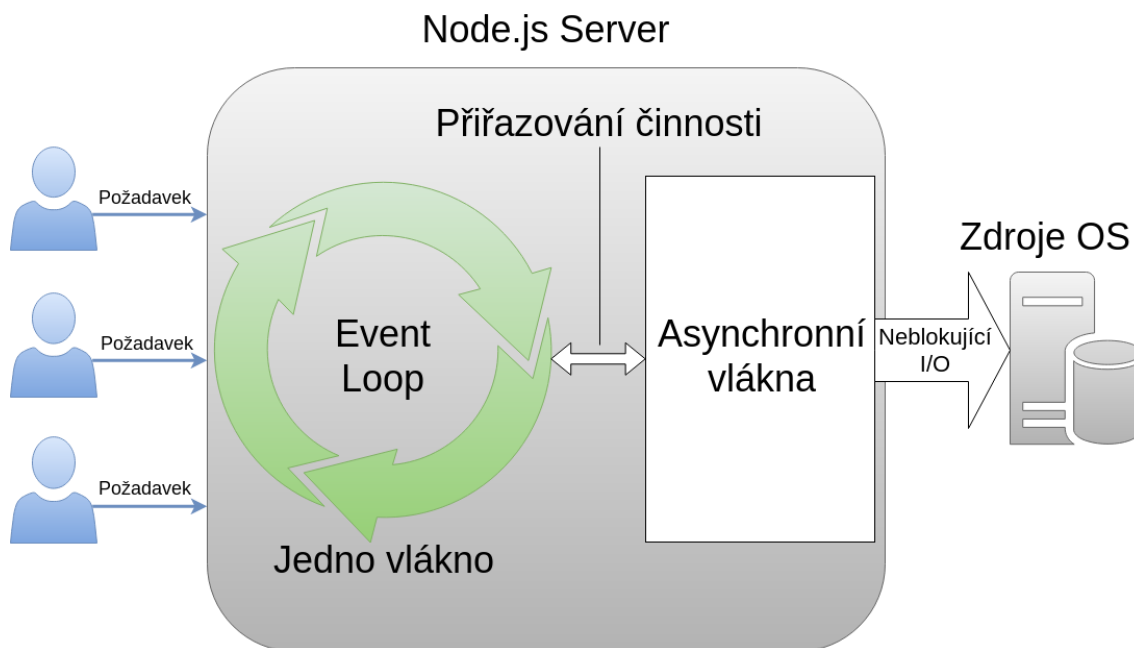 Node.js Server
Přiřazování činnosti
Požadavek
Zdroje OS
Požadavek
Event
Loop
Asynchronní
vlákna
Neblokující
I/O
Požadavek
Jedno vlákno